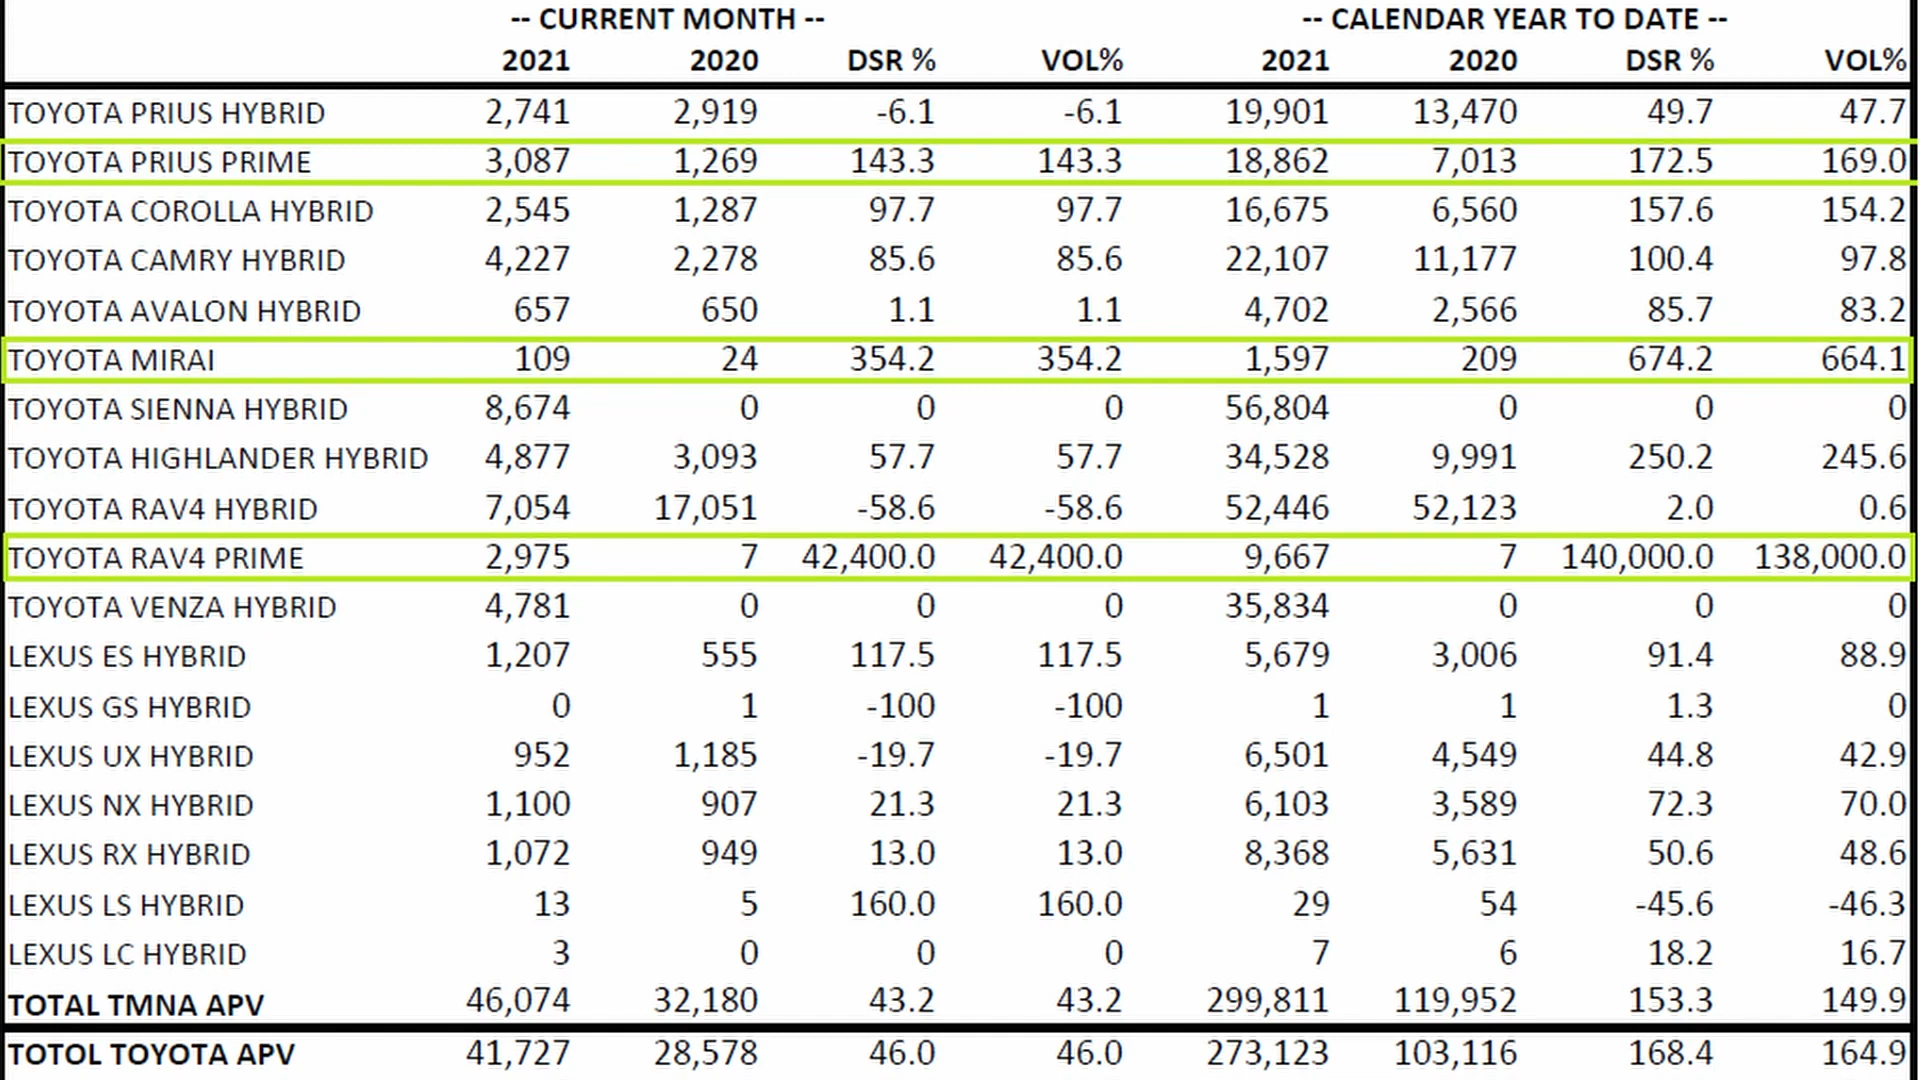 -- CURRENT MONTH -- -- CALENDAR YEAR TO DATE --
2021 2020 DSR % VOL% 2021 2020 DSR % VOL%
TOYOTA PRIUS HYBRID 2,741 2,919 -6.1 -6.1 19,901 13,470 49.7 47.7
TOYOTA PRIUS PRIME 3,087 1,269 143.3 143.3 18,862 7,013 172.5 169.0
TOYOTA COROLLA HYBRID 2,545 1,287 97.7 97.7 16,675 6,560 157.6 154.2
TOYOTA CAMRY HYBRID 4,227 2,278 85.6 85.6 22,107 11,177 100.4 97.8
TOYOTA AVALON HYBRID 657 650 1.1 1.1 4,702 2,566 85.7 83.2
TOYOTA MIRAI 109 24 354.2 354.2 1,597 209 674.2 664.1
TOYOTA SIENNA HYBRID 8,674 0 0 0 56,804 0 0 0
TOYOTA HIGHLANDER HYBRID 4,877 3,093 57.7 57.7 34,528 9,991 250.2 245.6
TOYOTA RAV4 HYBRID 7,054 17,051 -58.6 -58.6 52,446 52,123 2.0 0.6
TOYOTA RAV4 PRIME 2,975 7 42,400.0 42,400.0 9,667 7 140,000.0 138,000.0
TOYOTA VENZA HYBRID 4,781 0 0 0 35,834 0 0 0
LEXUS ES HYBRID 1,207 555 117.5 117.5 5,679 3,006 91.4 88.9
LEXUS GS HYBRID 0 1 -100 -100 1 1 1.3 0
LEXUS UX HYBRID 952 1,185 -19.7 -19.7 6,501 4,549 44.8 42.9
LEXUS NX HYBRID 1,100 907 21.3 21.3 6,103 3,589 72.3 70.0
LEXUS RX HYBRID 1,072 949 13.0 13.0 8,368 5,631 50.6 48.6
LEXUS LS HYBRID 13 5 160.0 160.0 29 54 -45.6 -46.3
LEXUS LC HYBRID 3 0 0 0 7 6 18.2 16.7
TOTAL TMNA APV 46,074 32,180 43.2 43.2 299,811 119,952 153.3 149.9
TOTOL TOYOTA APV 41,727 28,578 46.0 46.0 273,123 103,116 168.4 164.9